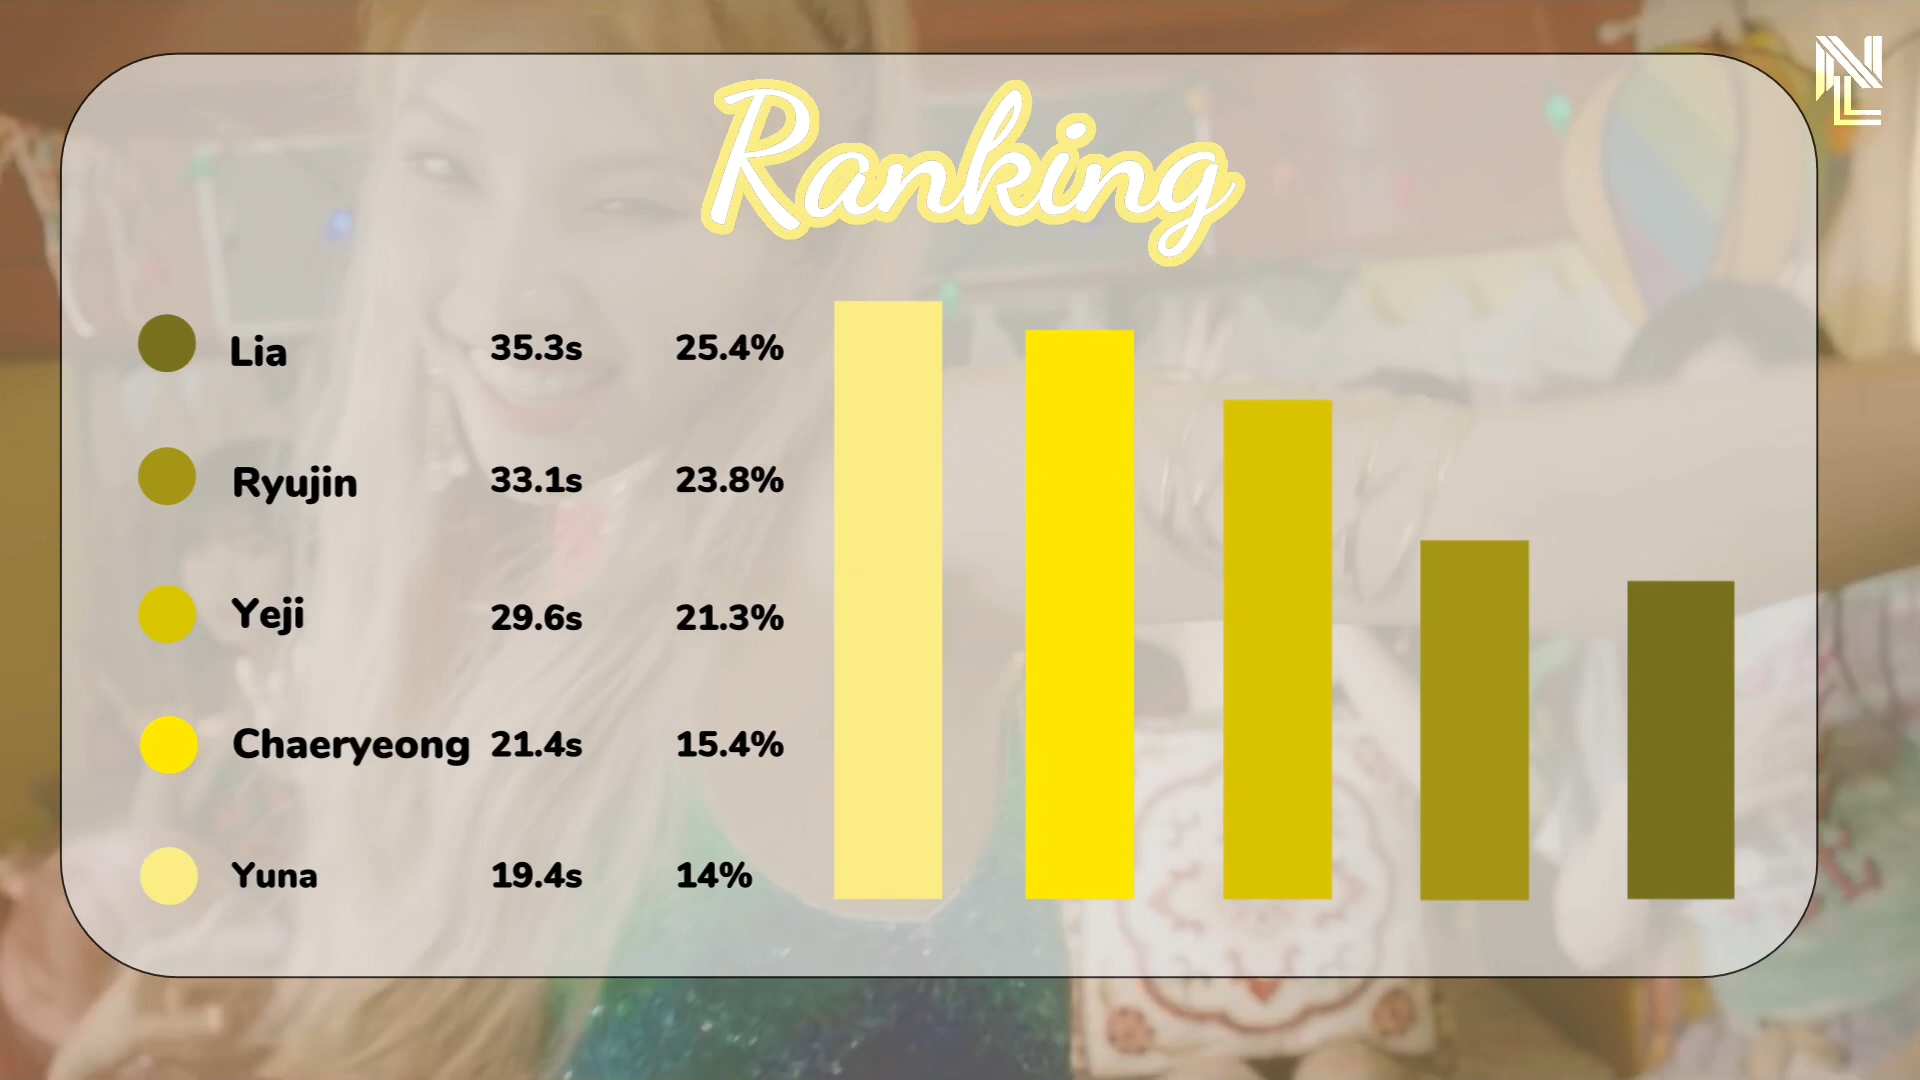 Ranking
NL
Lia 35.3s 25.4%
Ryujin 33.1s 23.8%
Yeji 29.6s 21.3%
Chaeryeong 21.4s 15.4%
Yuna 19.4s 14%